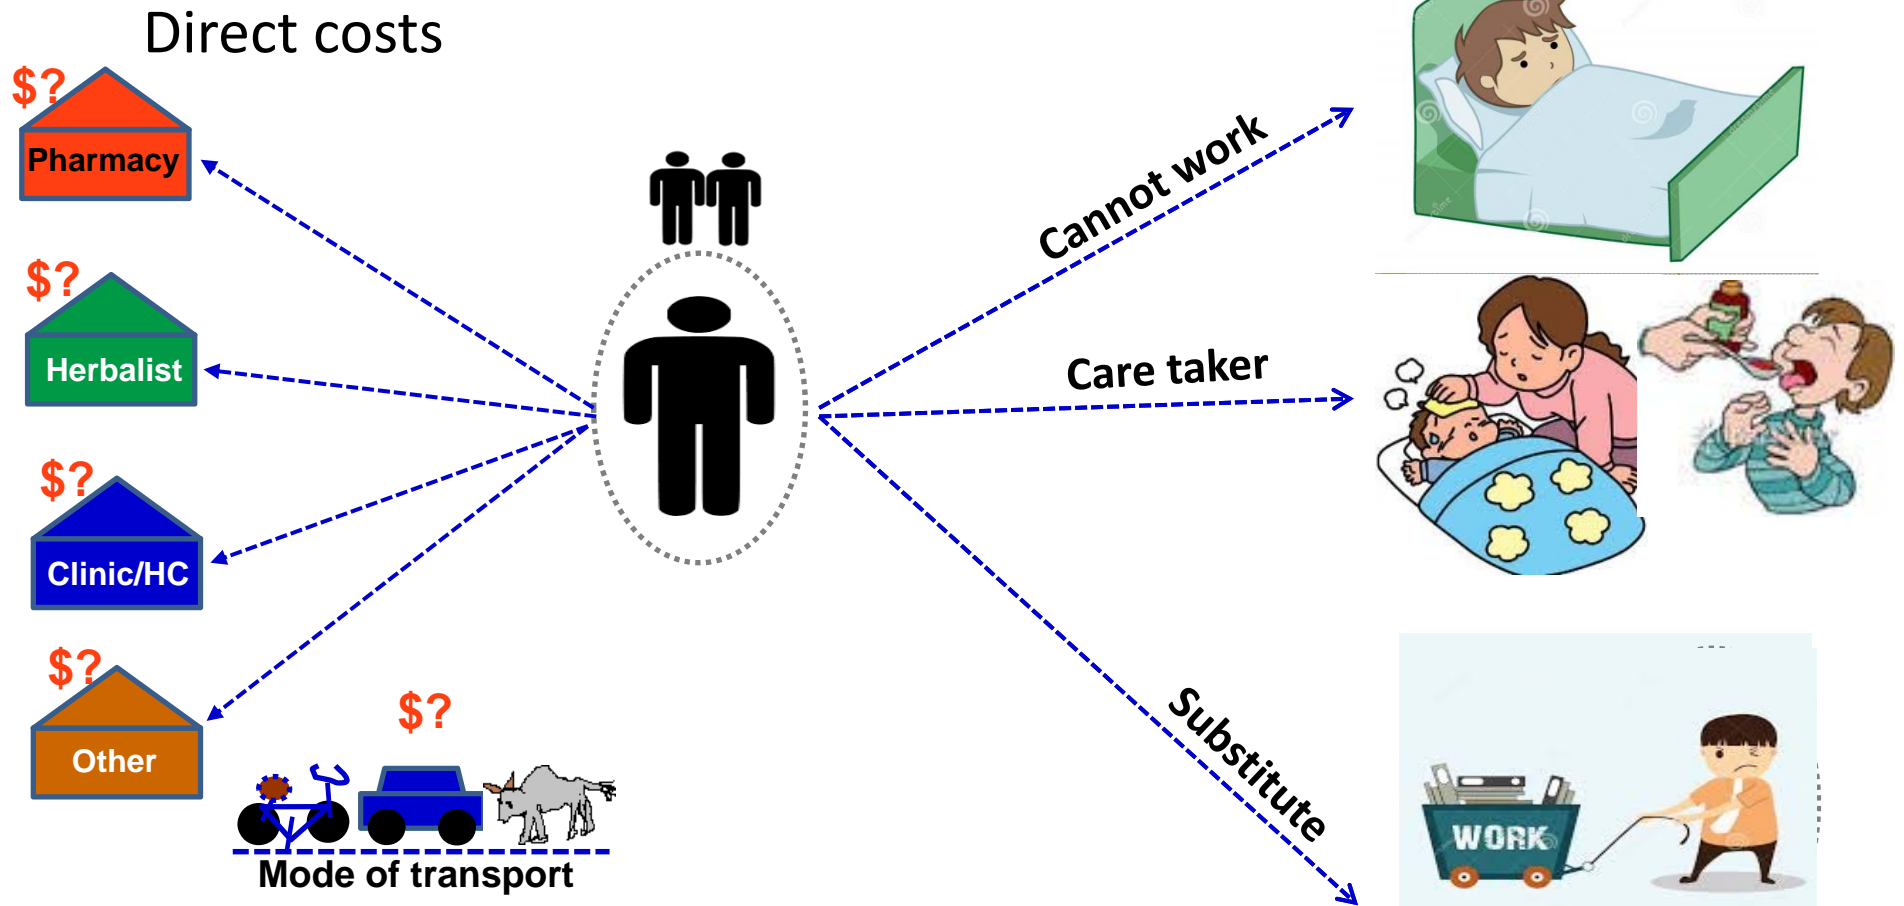 Direct costs
$?
Pharmacy
$?
Herbalist
$?
Clinic/HC
$?
Other
$?
Mode of transport
Cannot work
Care taker
Substitute
WORK